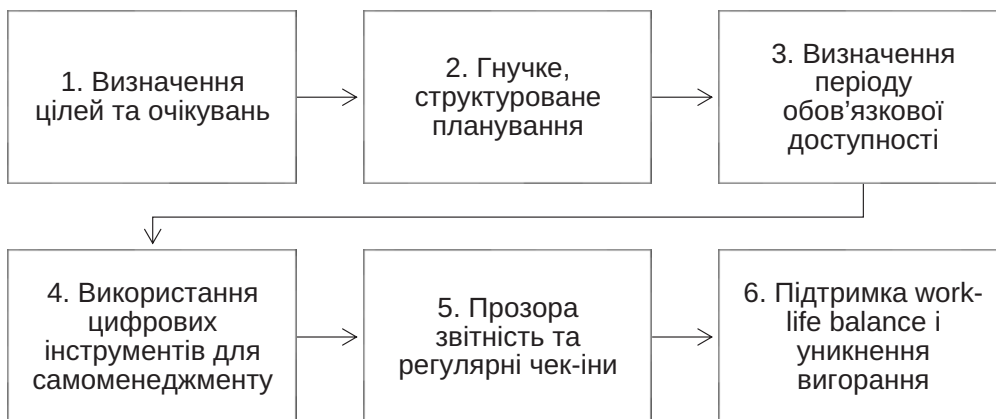 1. Визначення
цілей та очікувань
2. Гнучке,
структуроване
планування
3. Визначення
періоду
обов’язкової
доступності
4. Використання
цифрових
інструментів для
самоменеджменту
5. Прозора
звітність та
регулярні чек-іни
6. Підтримка work-
life balance і
уникнення
вигорання